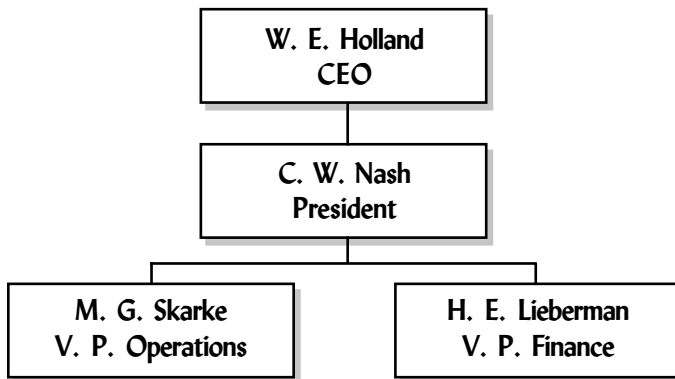 W. E. Holland
CEO
C. W. Nash
President
M. G. Skarke
V. P. Operations
H. E. Lieberman
V. P. Finance